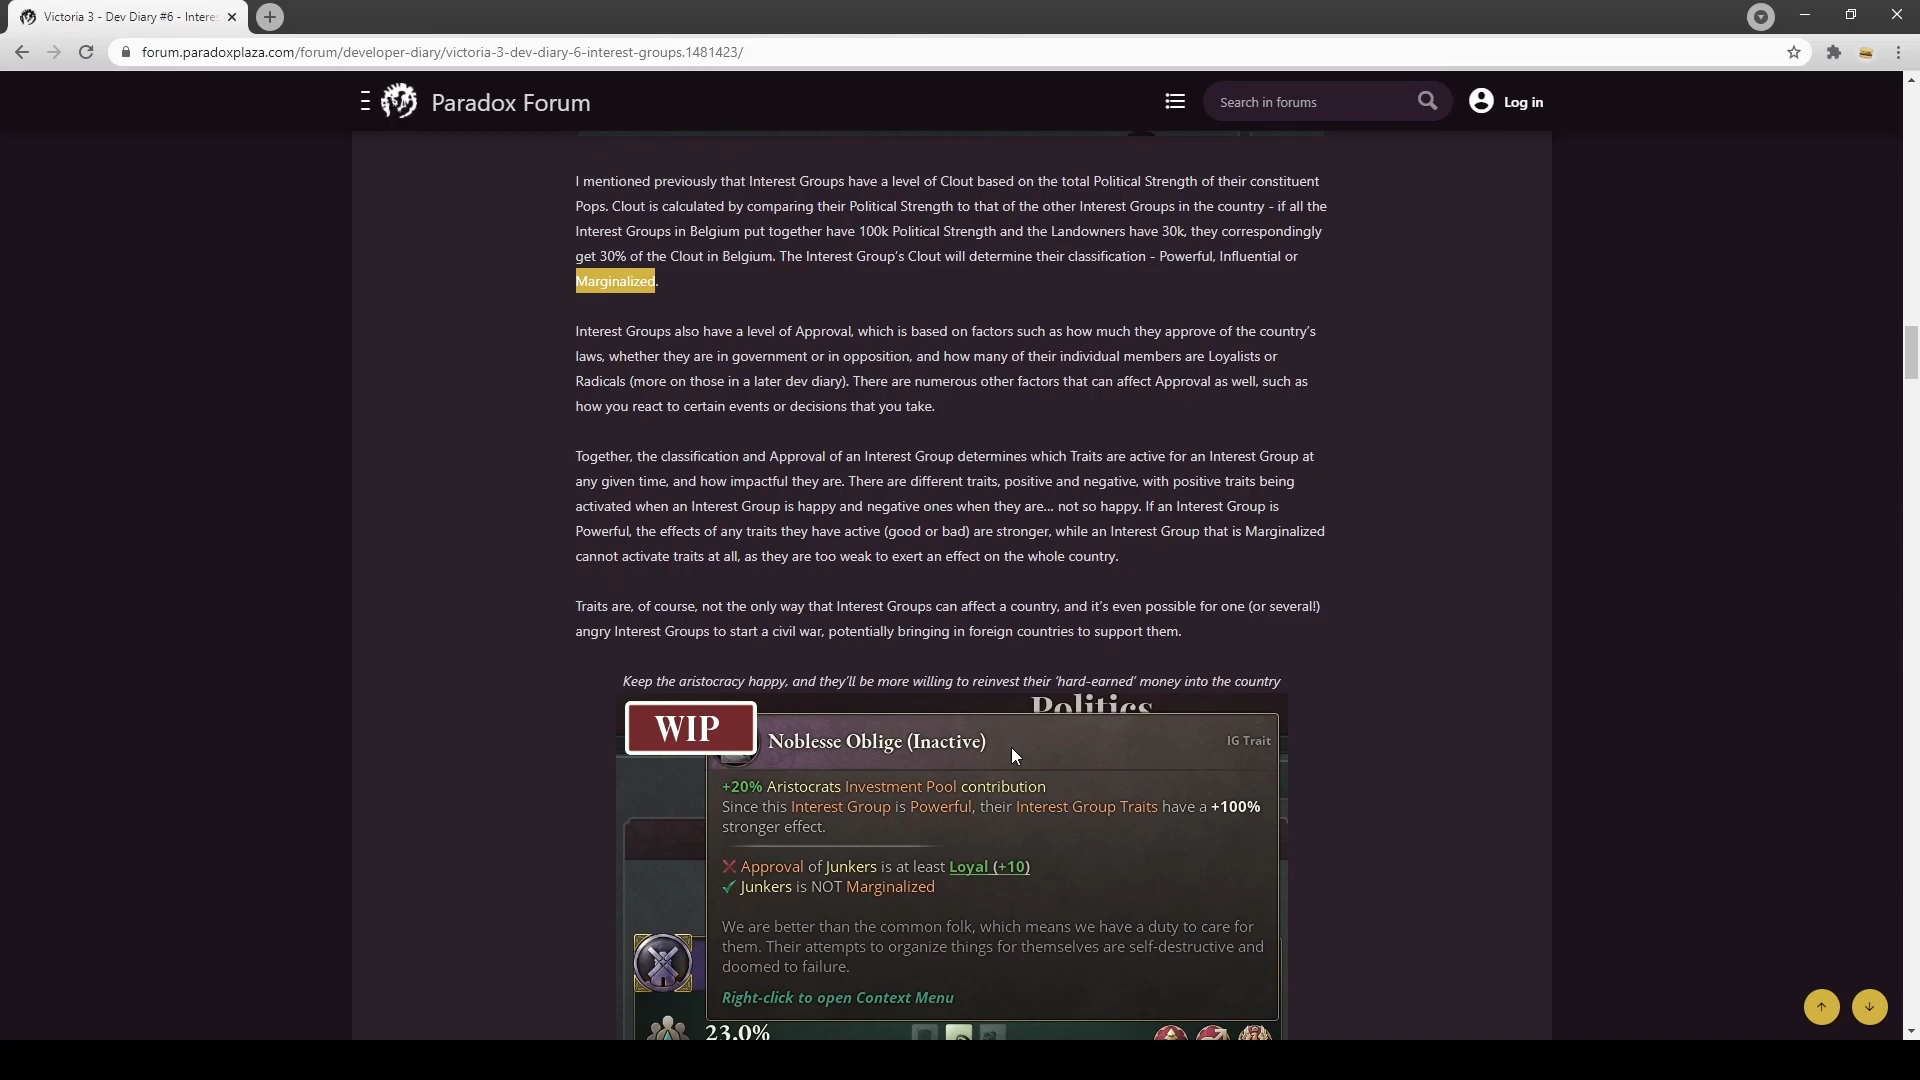 Victoria 3 - Dev Diary #6 - Intere
forum.paradoxplaza.com/forum/developer-diary/victoria-3-dev-diary-6-interest-groups.1481423/
Paradox Forum
Search in forums
Log in
I mentioned previously that Interest Groups have a level of Clout based on the total Political Strength of their constituent
Pops. Clout is calculated by comparing their Political Strength to that of the other Interest Groups in the country - if all the
Interest Groups in Belgium put together have 100k Political Strength and the Landowners have 30k, they correspondingly
get 30% of the Clout in Belgium. The Interest Group's Clout will determine their classification - Powerful, Influential or
Marginalized.
Interest Groups also have a level of Approval, which is based on factors such as how much they approve of the country's
laws, whether they are in government or in opposition, and how many of their individual members are Loyalists or
Radicals (more on those in a later dev diary). There are numerous other factors that can affect Approval as well, such as
how you react to certain events or decisions that you take.
Together, the classification and Approval of an Interest Group determines which Traits are active for an Interest Group at
any given time, and how impactful they are. There are different traits, positive and negative, with positive traits being
activated when an Interest Group is happy and negative ones when they are... not so happy. If an Interest Group is
Powerful, the effects of any traits they have active (good or bad) are stronger, while an Interest Group that is Marginalized
cannot activate traits at all, as they are too weak to exert an effect on the whole country.
Traits are, of course, not the only way that Interest Groups can affect a country, and it's even possible for one (or several!)
angry Interest Groups to start a civil war, potentially bringing in foreign countries to support them.
Keep the aristocracy happy, and they'll be more willing to reinvest their 'hard-earned' money into the country
Politics
WIP
Noblesse Oblige (Inactive)
IG Trait
+20% Aristocrats Investment Pool contribution
Since this Interest Group is Powerful, their Interest Group Traits have a +100%
stronger effect.
Approval of Junkers is at least Loyal (+10)
Junkers is NOT Marginalized
We are better than the common folk, which means we have a duty to care for
them. Their attempts to organize things for themselves are self-destructive and
doomed to failure.
Right-click to open Context Menu
23.0%